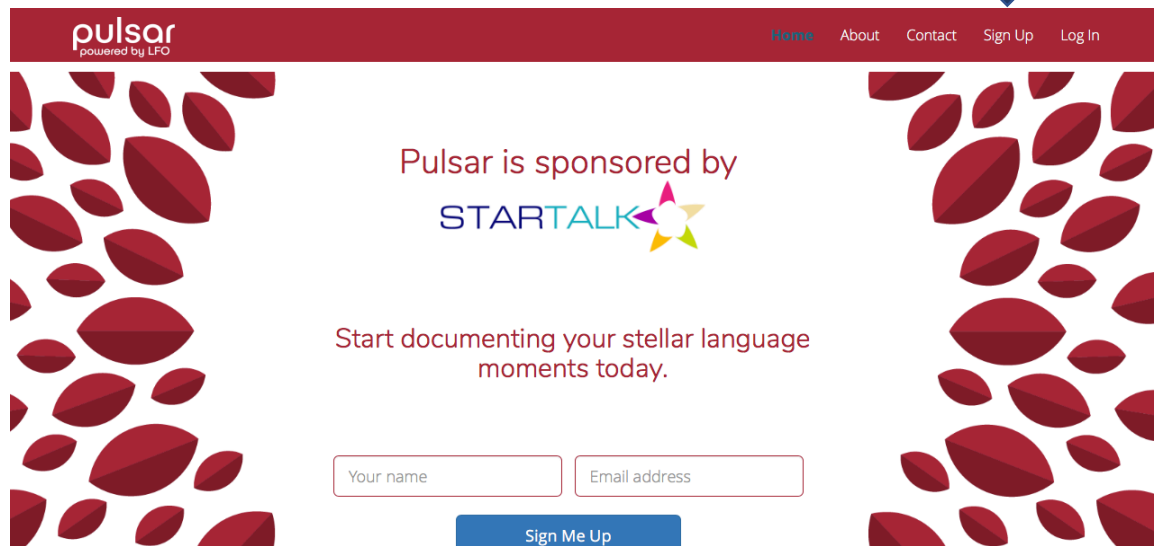 pulsar
powered by LFO
Home About Contact Sign Up Log In
Pulsar is sponsored by
STARTALK
Start documenting your stellar language
moments today.
Your name Email address
Sign Me Up